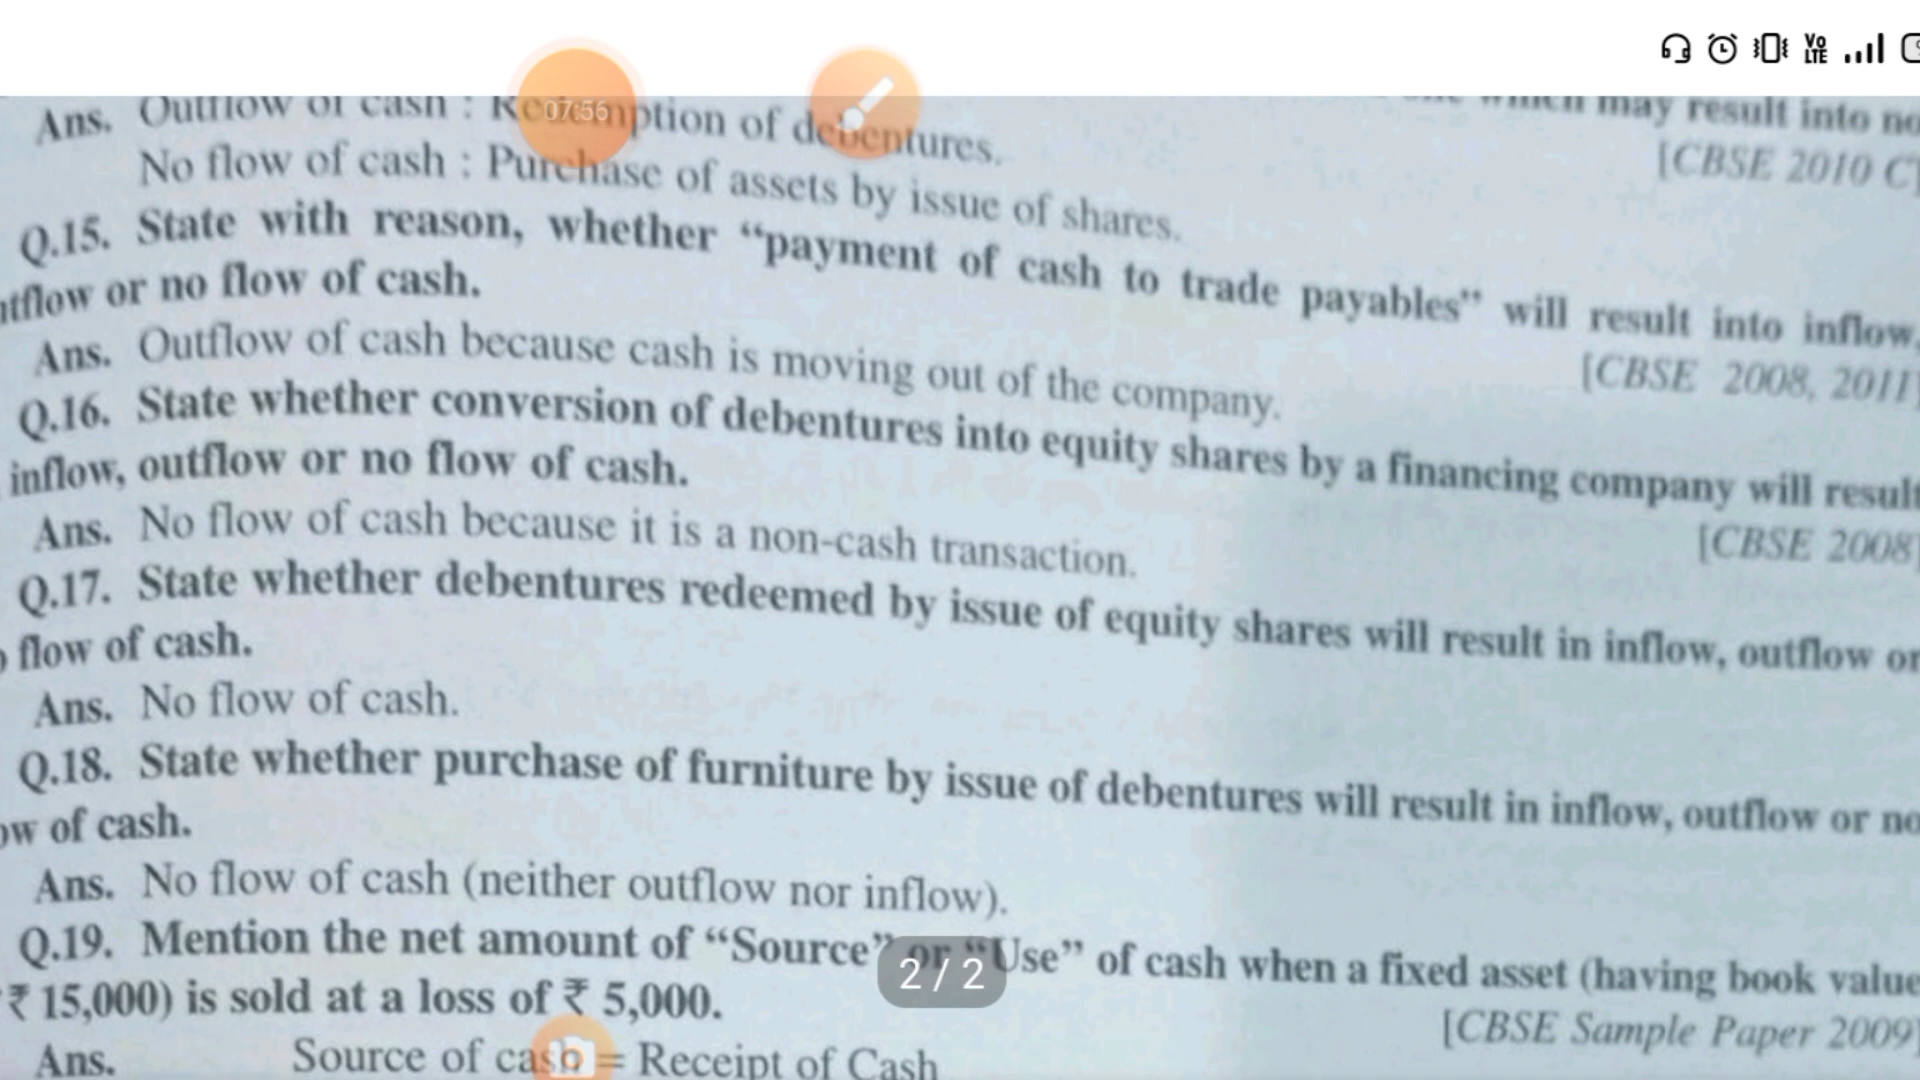 07:56
VoLTE
which may result into no
Ans. Outflow of cash : Redemption of debentures.
[CBSE 2010 C]
No flow of cash : Purchase of assets by issue of shares.
Q.15. State with reason, whether “payment of cash to trade payables” will result into inflow,
utflow or no flow of cash.
[CBSE 2008, 2011]
Ans. Outflow of cash because cash is moving out of the company.
Q.16. State whether conversion of debentures into equity shares by a financing company will result
inflow, outflow or no flow of cash.
[CBSE 2008]
Ans. No flow of cash because it is a non-cash transaction.
Q.17. State whether debentures redeemed by issue of equity shares will result in inflow, outflow or
o flow of cash.
Ans. No flow of cash.
Q.18. State whether purchase of furniture by issue of debentures will result in inflow, outflow or no
ow of cash.
Ans. No flow of cash (neither outflow nor inflow).
Q.19. Mention the net amount of “Source” or “Use” of cash when a fixed asset (having book value
₹ 15,000) is sold at a loss of ₹ 5,000.
2 / 2
[CBSE Sample Paper 2009]
Ans. Source of cash = Receipt of Cash